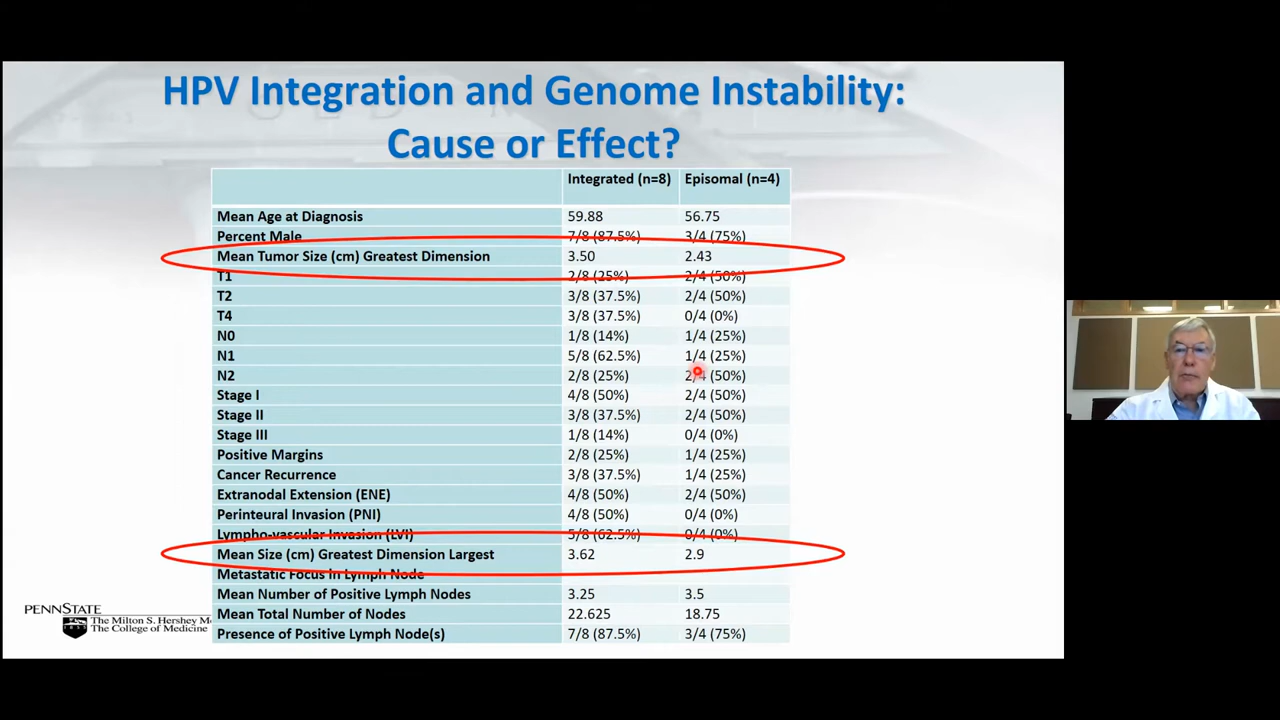 HPV Integration and Genome Instability:
Cause or Effect?
Integrated (n=8) Episomal (n=4)
Mean Age at Diagnosis 59.88 56.75
Percent Male 7/8 (87.5%) 3/4 (75%)
Mean Tumor Size (cm) Greatest Dimension 3.50 2.43
T1 2/8 (25%) 2/4 (50%)
T2 3/8 (37.5%) 2/4 (50%)
T4 3/8 (37.5%) 0/4 (0%)
N0 1/8 (14%) 1/4 (25%)
N1 5/8 (62.5%) 1/4 (25%)
N2 2/8 (25%) 2/4 (50%)
Stage I 4/8 (50%) 2/4 (50%)
Stage II 3/8 (37.5%) 2/4 (50%)
Stage III 1/8 (14%) 0/4 (0%)
Positive Margins 2/8 (25%) 1/4 (25%)
Cancer Recurrence 3/8 (37.5%) 1/4 (25%)
Extranodal Extension (ENE) 4/8 (50%) 2/4 (50%)
Perinteural Invasion (PNI) 4/8 (50%) 0/4 (0%)
Lympho-vascular Invasion (LVI) 5/8 (62.5%) 0/4 (0%)
Mean Size (cm) Greatest Dimension Largest 3.62 2.9
Metastatic Focus in Lymph Node
Mean Number of Positive Lymph Nodes 3.25 3.5
Mean Total Number of Nodes 22.625 18.75
Presence of Positive Lymph Node(s) 7/8 (87.5%) 3/4 (75%)
PENNSTATE
The Milton S. Hershey
The College of Medicine